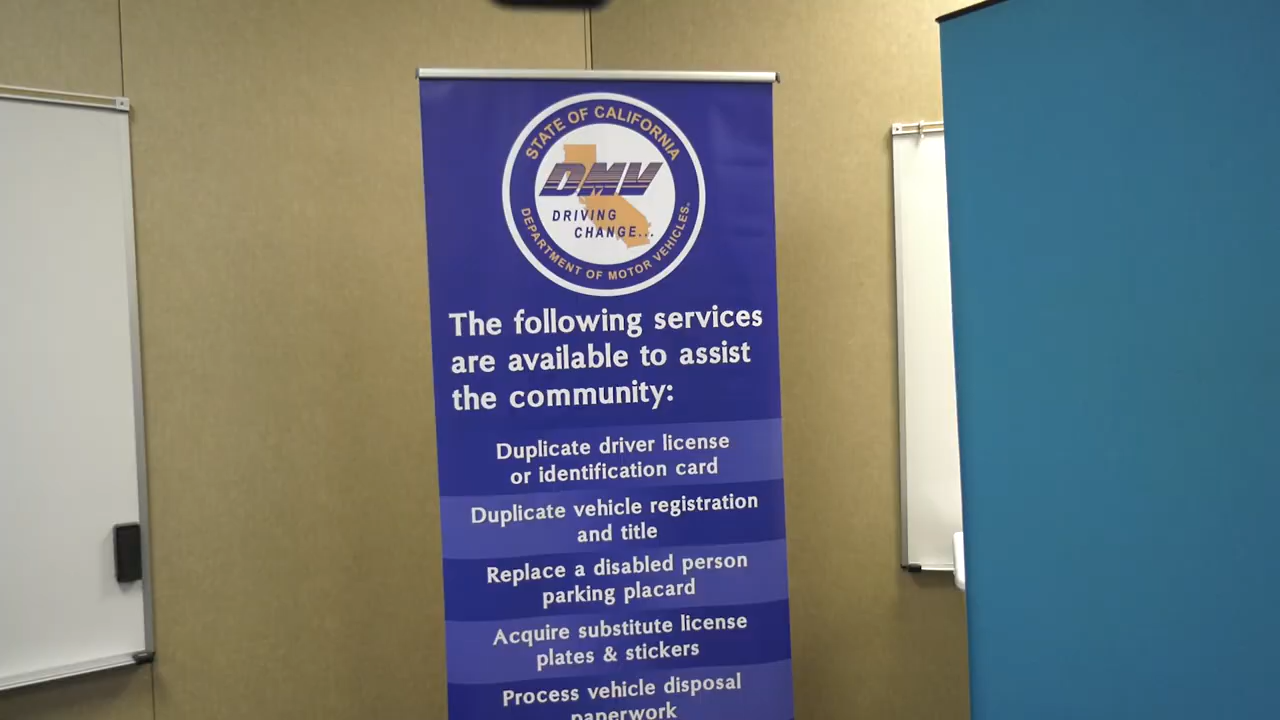 STATE OF CALIFORNIA
DMV
DRIVING
CHANGE...
DEPARTMENT OF MOTOR VEHICLES®
The following services
are available to assist
the community:
Duplicate driver license
or identification card
Duplicate vehicle registration
and title
Replace a disabled person
parking placard
Acquire substitute license
plates & stickers
Process vehicle disposal
paperwork